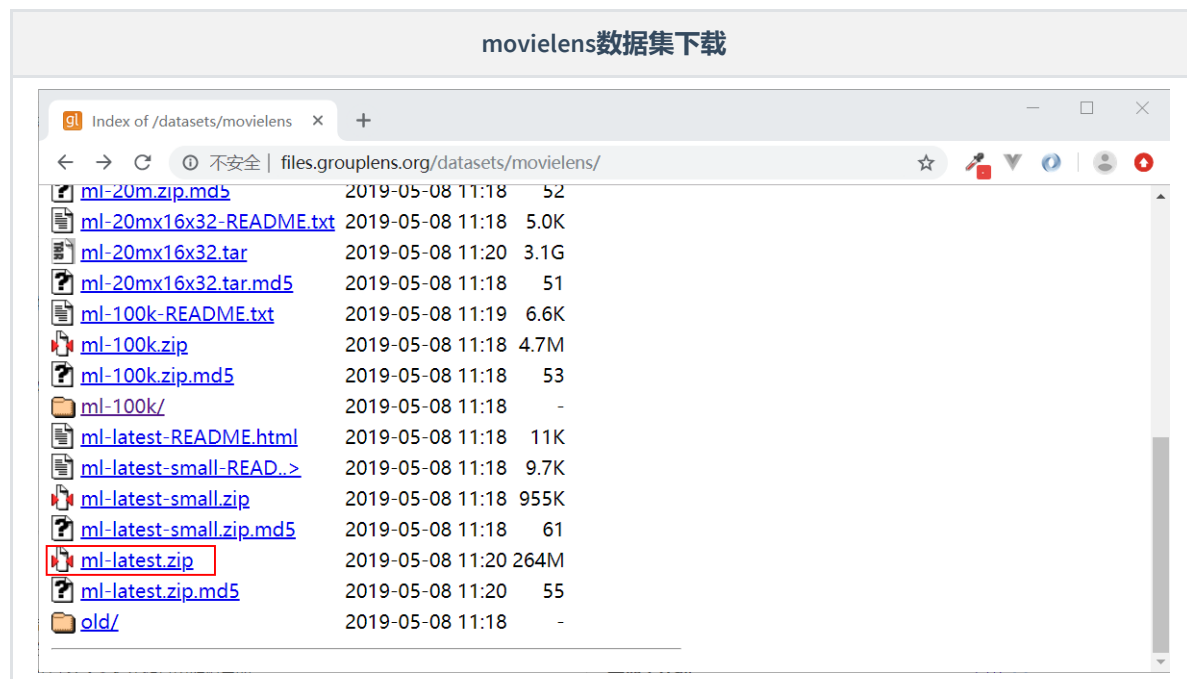 movielens数据集下载
gl Index of /datasets/movielens
不安全 | files.grouplens.org/datasets/movielens/
ml-20m.zip.md5 2019-05-08 11:18 52
ml-20mx16x32-README.txt 2019-05-08 11:18 5.0K
ml-20mx16x32.tar 2019-05-08 11:20 3.1G
ml-20mx16x32.tar.md5 2019-05-08 11:18 51
ml-100k-README.txt 2019-05-08 11:19 6.6K
ml-100k.zip 2019-05-08 11:18 4.7M
ml-100k.zip.md5 2019-05-08 11:18 53
ml-100k/ 2019-05-08 11:18 -
ml-latest-README.html 2019-05-08 11:18 11K
ml-latest-small-READ..> 2019-05-08 11:18 9.7K
ml-latest-small.zip 2019-05-08 11:18 955K
ml-latest-small.zip.md5 2019-05-08 11:18 61
ml-latest.zip 2019-05-08 11:20 264M
ml-latest.zip.md5 2019-05-08 11:20 55
old/ 2019-05-08 11:18 -